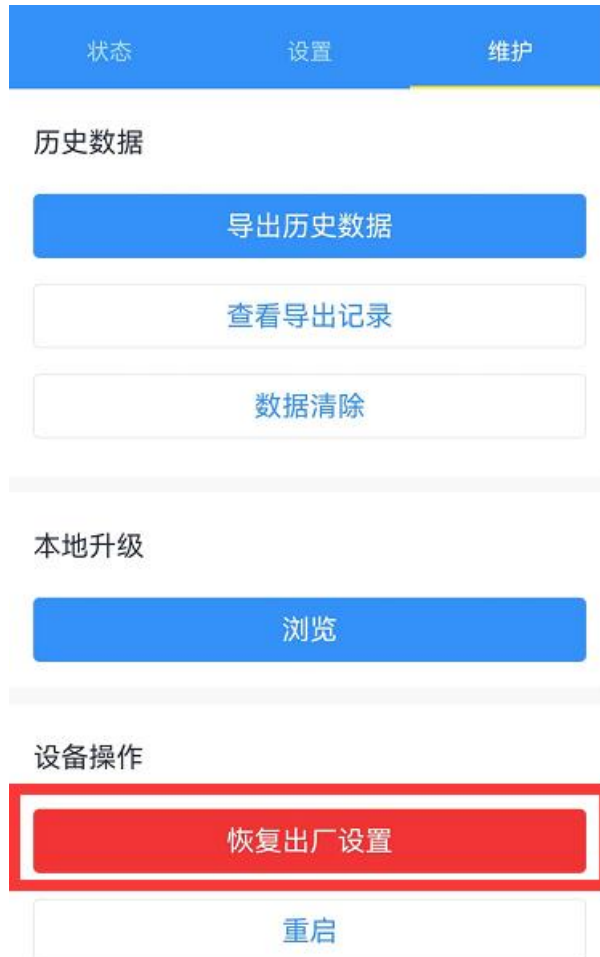 状态 设置 维护
历史数据
导出历史数据
查看导出记录
数据清除
本地升级
浏览
设备操作
恢复出厂设置
重启